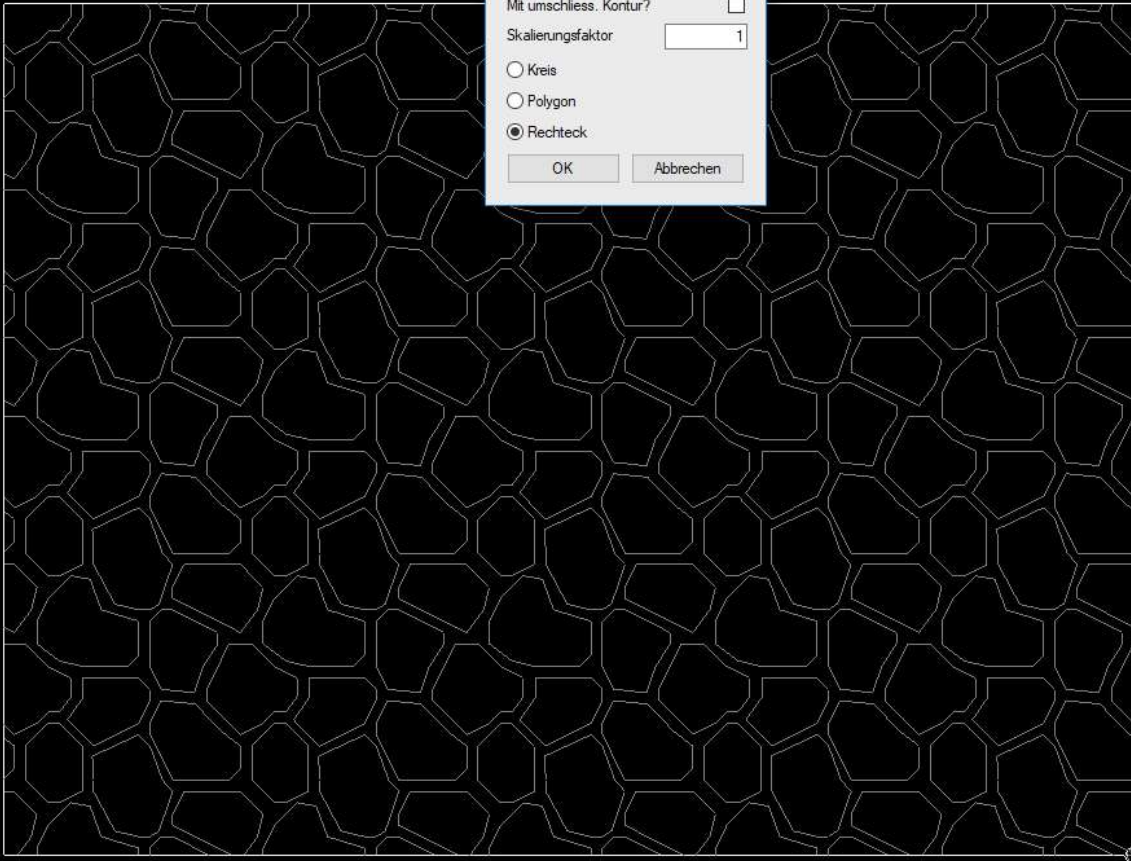 Mit umschliess. Kontur?
Skalierungsfaktor 1
Kreis
Polygon
Rechteck
OK Abbrechen